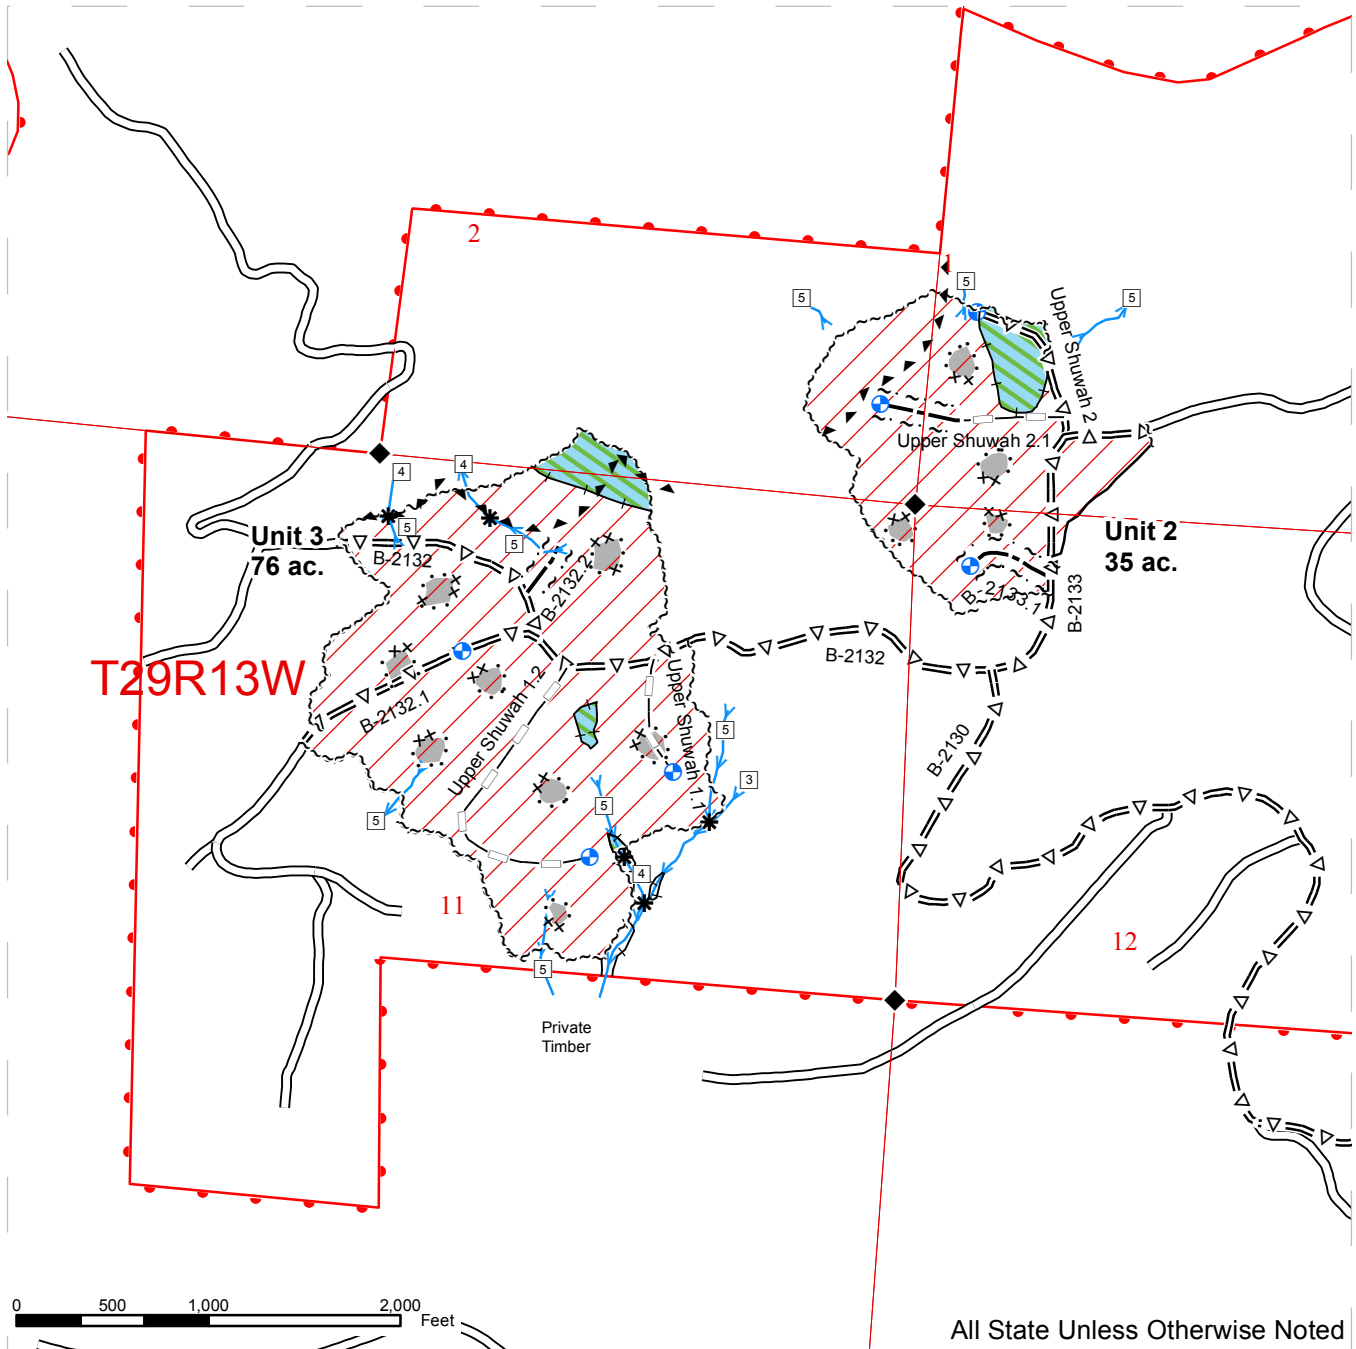 2
1
5
5
5
Upper Shuwah 2
Upper Shuwah 2.1
4
4
5
5
Unit 3
76 ac.
B-2132
B-2132.2
Unit 2
35 ac.
B-2133.1
B-2133
B-2132
T29R13W
B-2132.1
Upper Shuwah 1.2
Upper Shuwah 1.1
5
3
B-2130
5
5
4
11
12
5
Private
Timber
0 500 1,000 2,000
Feet
All State Unless Otherwise Noted